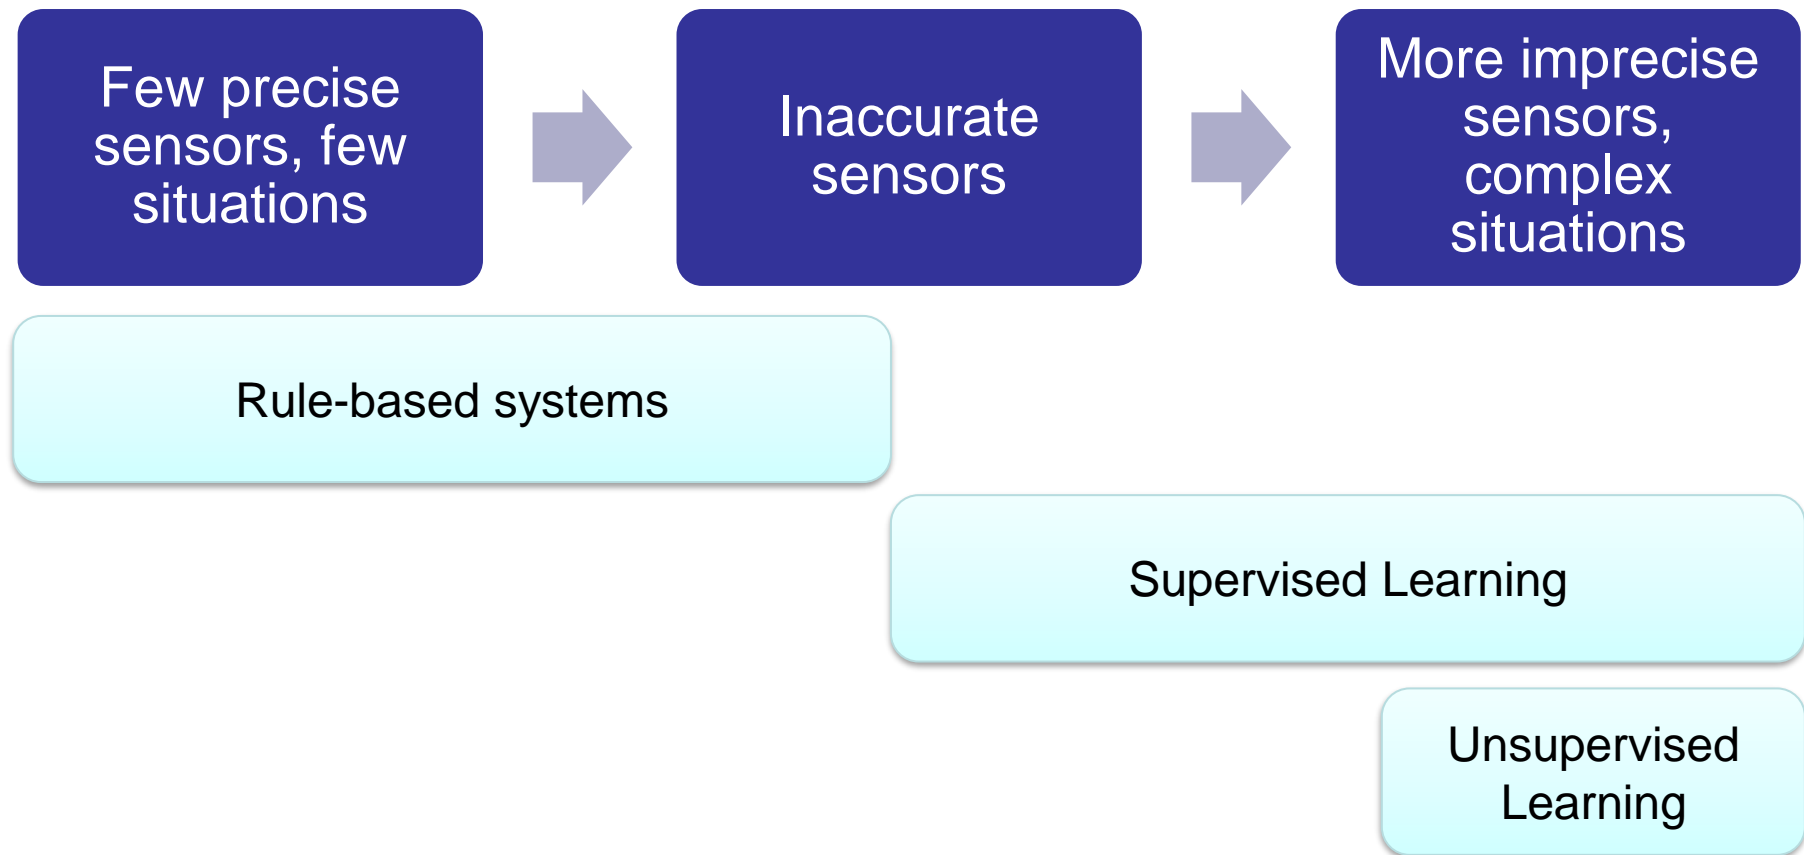 Few precise
sensors, few
situations
Inaccurate
sensors
More imprecise
sensors,
complex
situations
Rule-based systems
Supervised Learning
Unsupervised
Learning